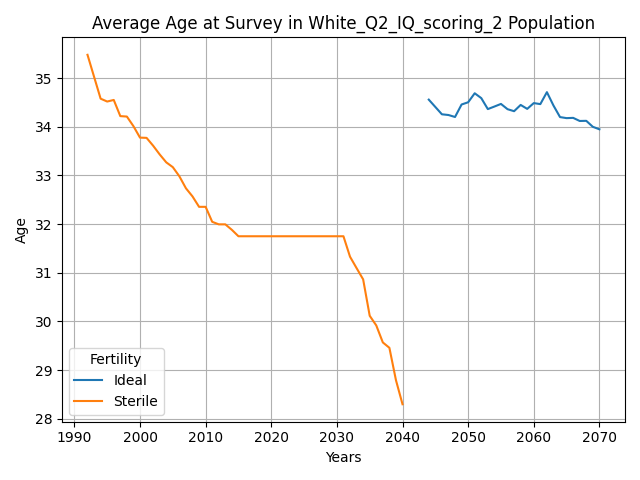 Average Age at Survey in White_Q2_IQ_scoring_2 Population
Age
35
34
33
32
31
30
29
28
Fertility
Ideal
Sterile
1990 2000 2010 2020 2030 2040 2050 2060 2070
Years